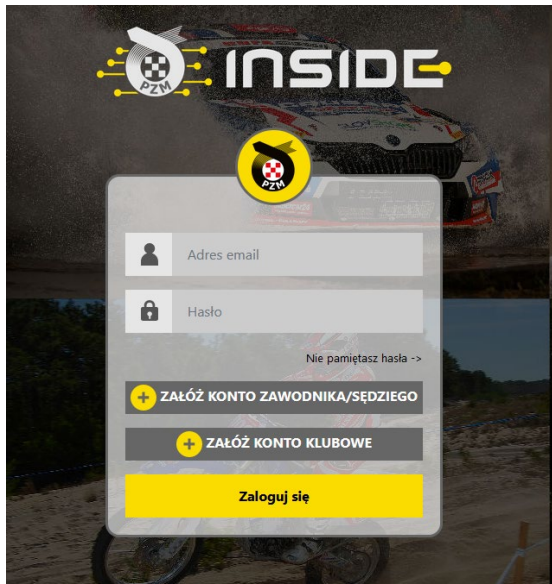 PZM INSIDE
PZM
Adres email
Hasło
Nie pamiętasz hasła ->
+ ZAŁÓŻ KONTO ZAWODNIKA/SĘDZIEGO
+ ZAŁÓŻ KONTO KLUBOWE
Zaloguj się